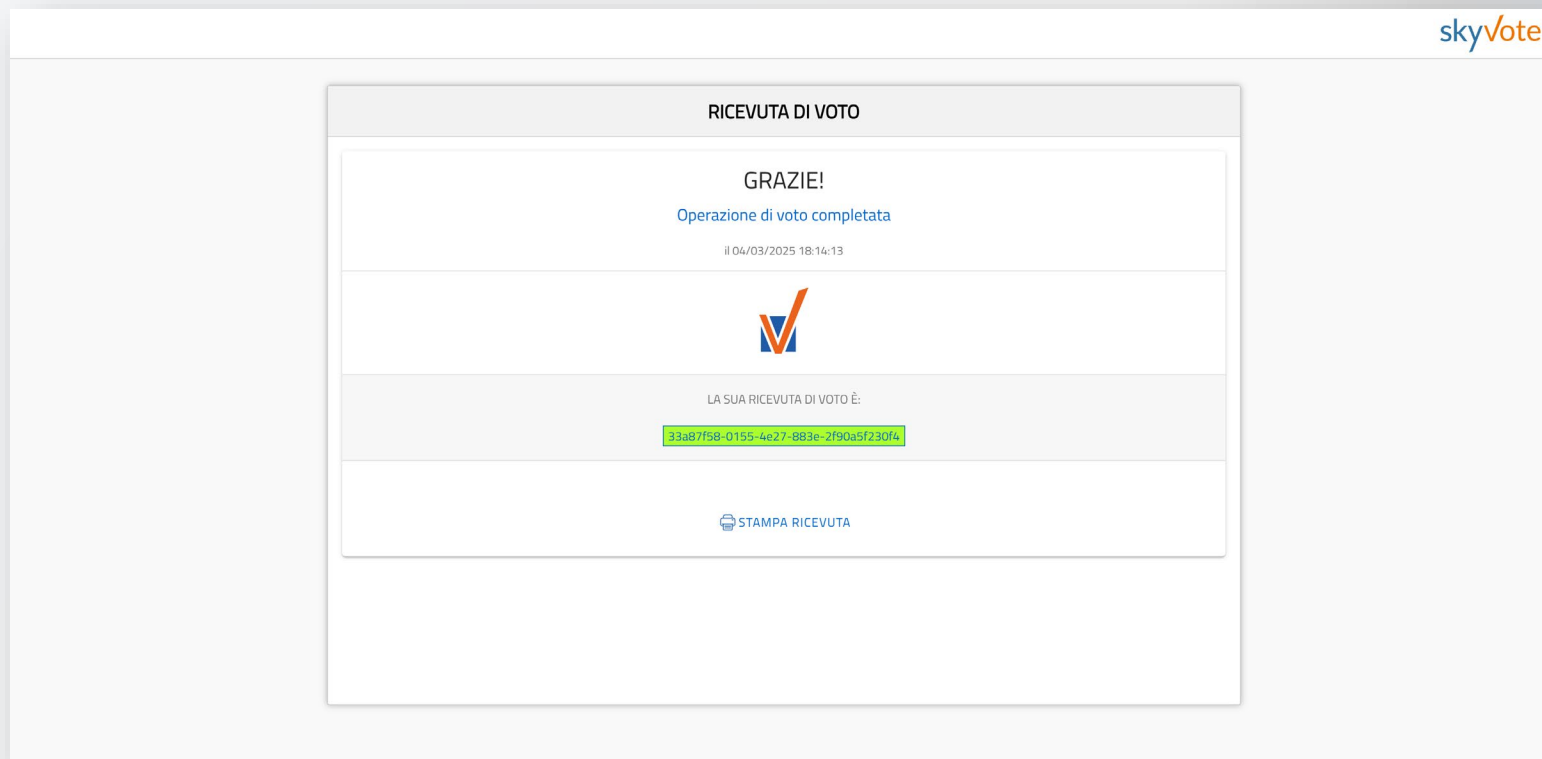 skyvote
RICEVUTA DI VOTO
GRAZIE!
Operazione di voto completata
il 04/03/2025 18:14:13
LA SUA RICEVUTA DI VOTO È:
33a87f58-0155-4e27-883e-2f90a5f230f4
STAMPA RICEVUTA